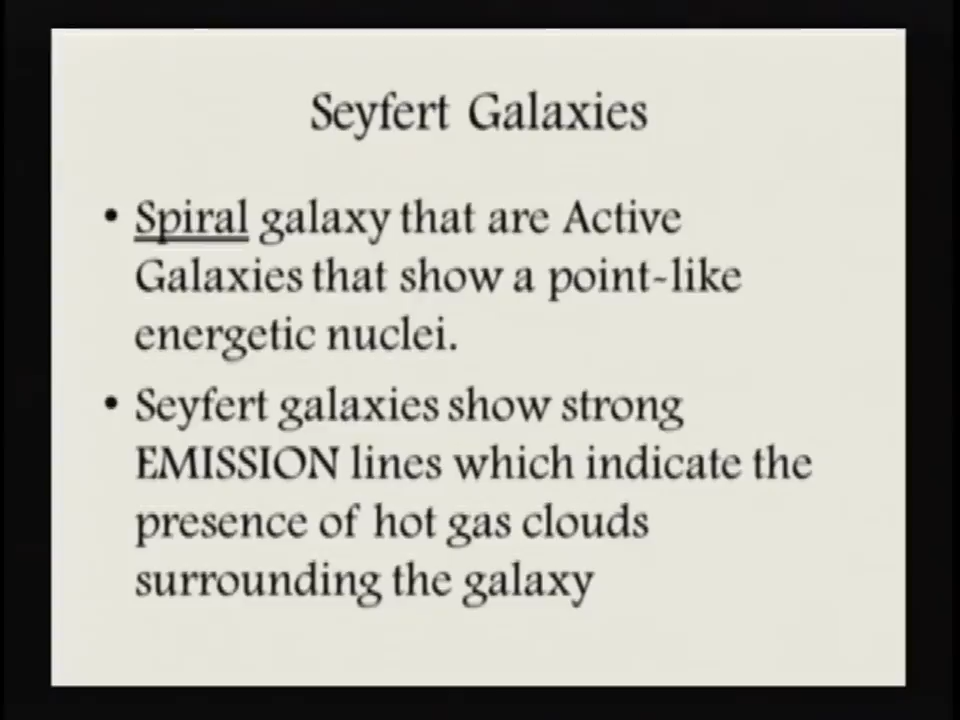 Seyfert Galaxies
• Spiral galaxy that are Active
Galaxies that show a point-like
energetic nuclei.
• Seyfert galaxies show strong
EMISSION lines which indicate the
presence of hot gas clouds
surrounding the galaxy